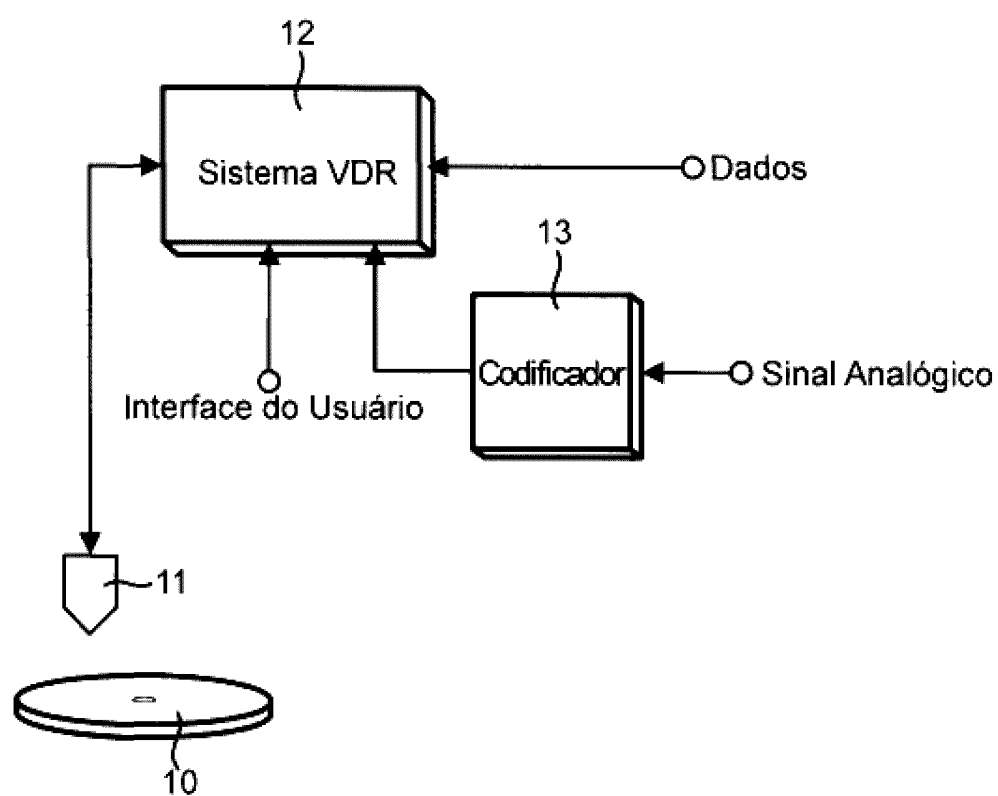 12
Sistema VDR
Dados
13
Codificador
Sinal Analógico
Interface do Usuário
11
10